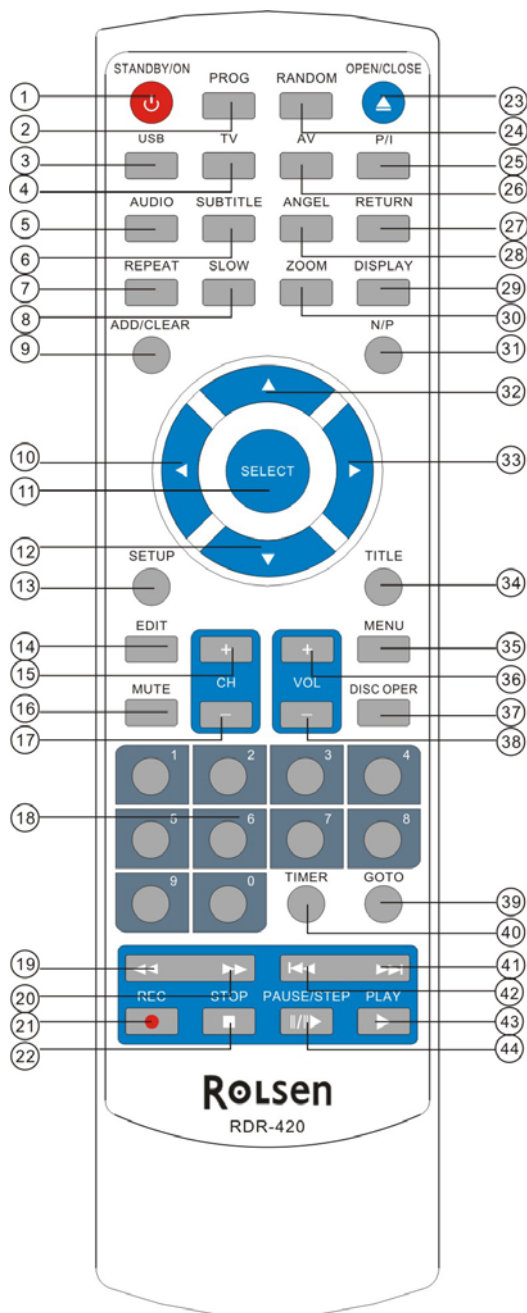 STANDBY/ON PROG RANDOM OPEN/CLOSE
1 23
2 24
USB TV AV P/I
3 25
4 26
AUDIO SUBTITLE ANGEL RETURN
5 27
6 28
REPEAT SLOW ZOOM DISPLAY
7 29
8 30
ADD/CLEAR N/P
9 31
32
10 33
SELECT
11
12
SETUP TITLE
13 34
EDIT + + MENU
14 35
15 CH VOL 36
MUTE DISC OPER
16 37
17 − − 38
1 2 3 4
18
5 6 7 8
9 0 TIMER GOTO
39
40
19 41
20 42
REC STOP PAUSE/STEP PLAY
21 43
22 44
ROLSEN
RDR-420